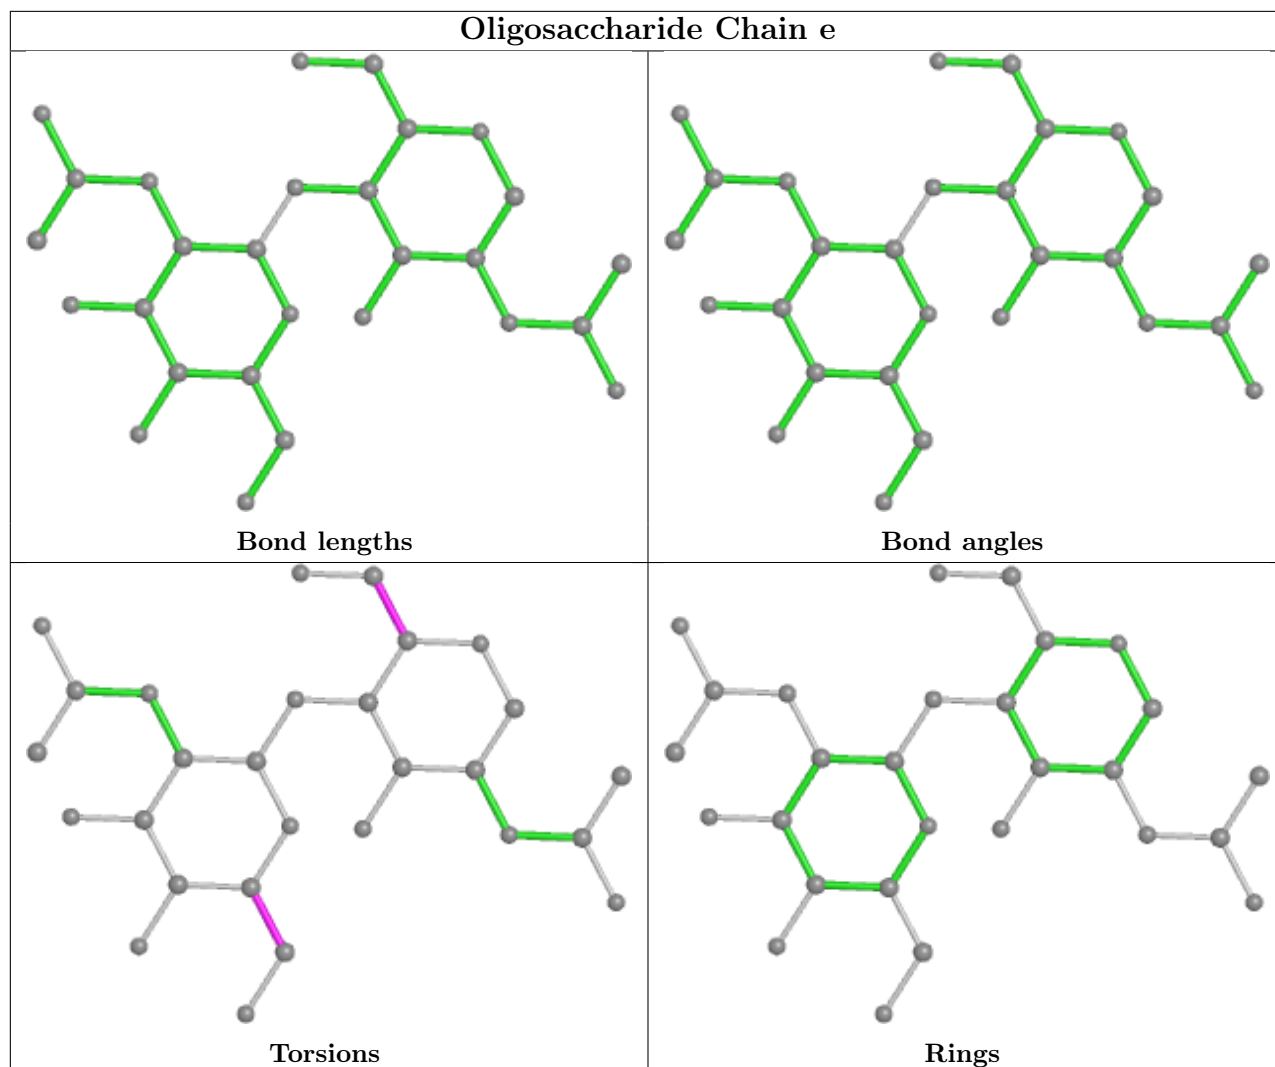 Oligosaccharide Chain e
Bond lengths
Bond angles
Torsions
Rings